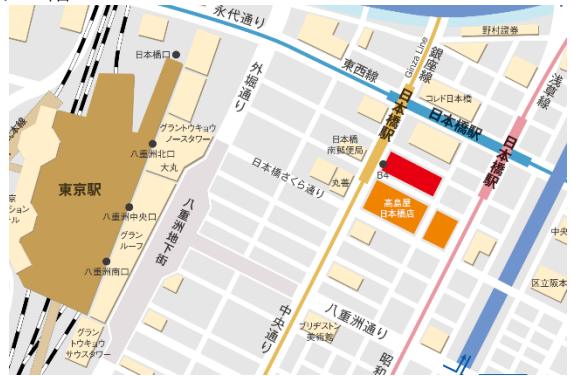 永代通り
野村證券
日本橋口
Ginza Line
銀座線
浅草線
外堀通り
東西線
コレド日本橋
日本橋駅
日本橋駅
日本橋駅
グラントウキョウ
ノースタワー
日本橋
南郵便局
八重洲北口
大丸
日本橋さくら通り
丸善
B4
東京駅
高島屋
日本橋店
八重洲中央口
八重洲地下街
グラン
ルーフ
中央
八重洲南口
区立阪本
中央通り
八重洲通り
ブリヂストン
美術館
グラン
トウキョウ
サウスタワー
昭和